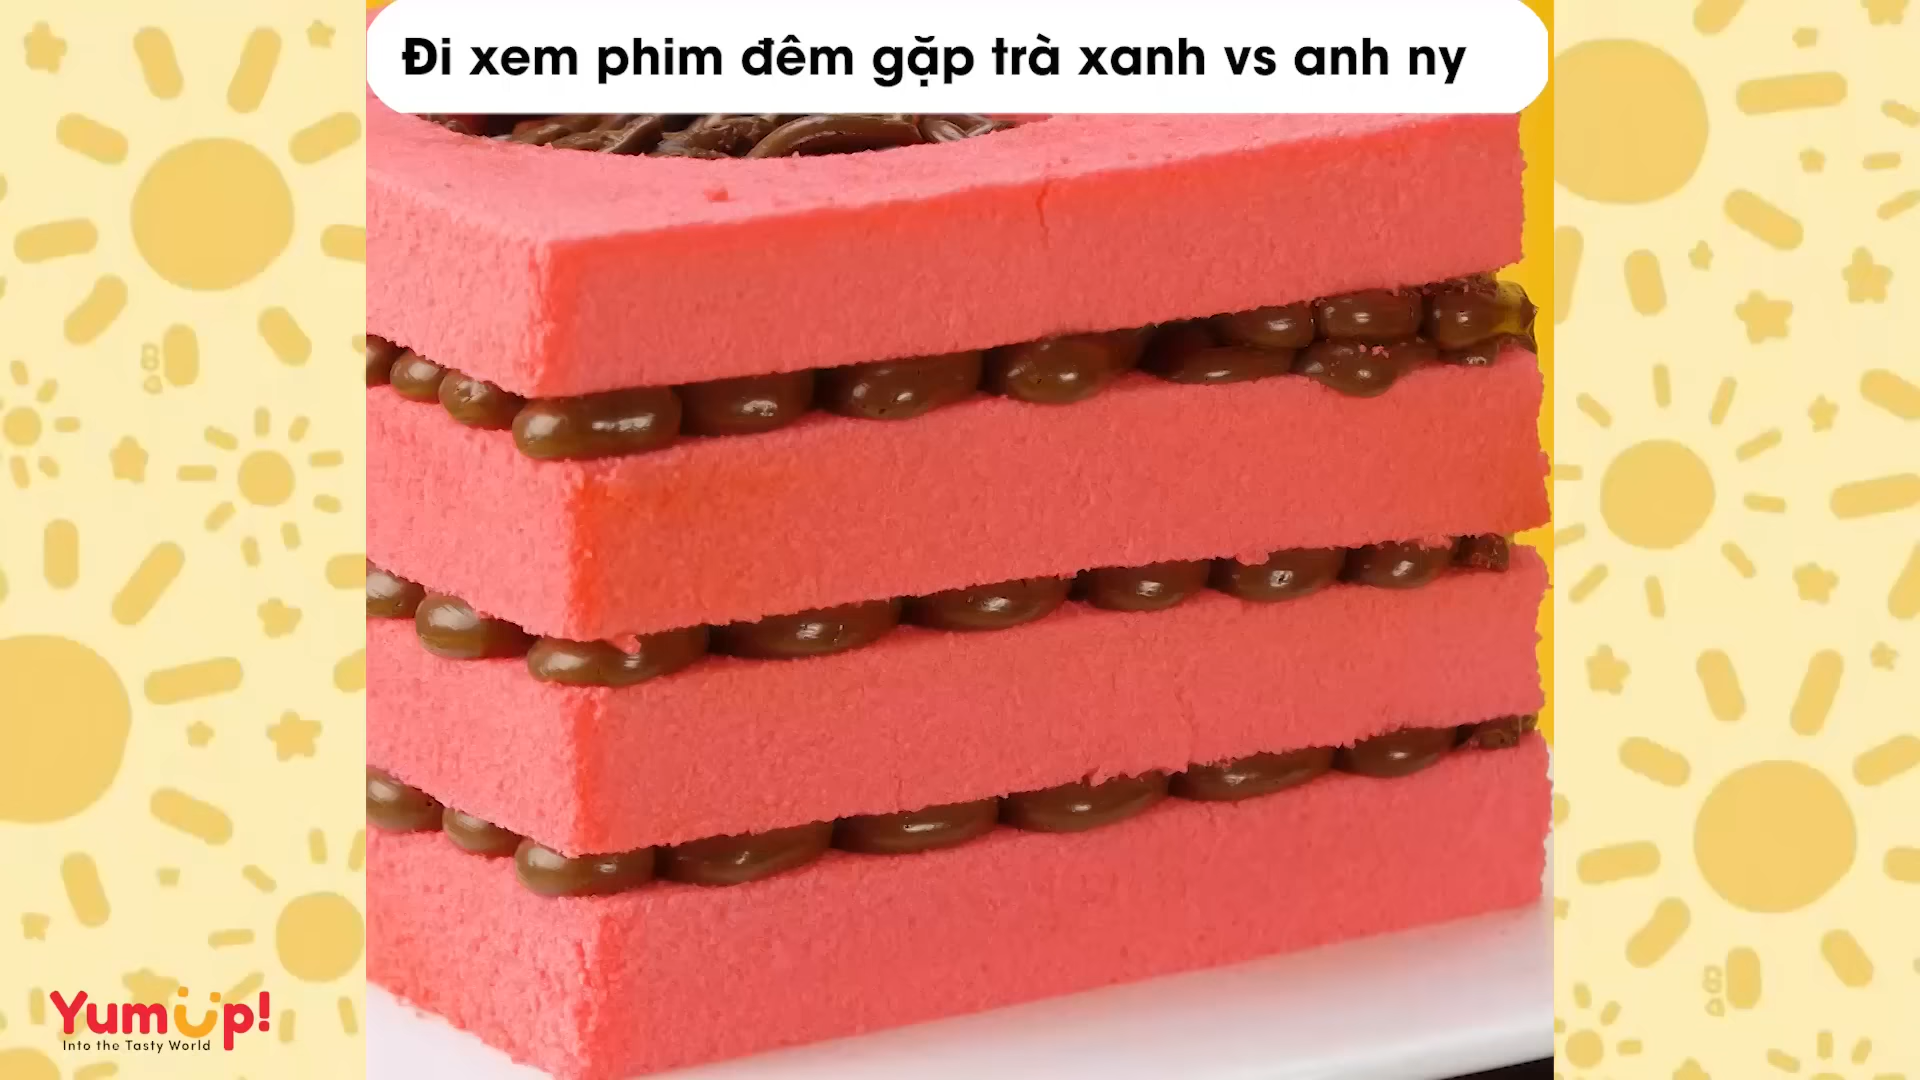 Đi xem phim đêm gặp trà xanh vs anh ny
YumUp!
Into the Tasty World